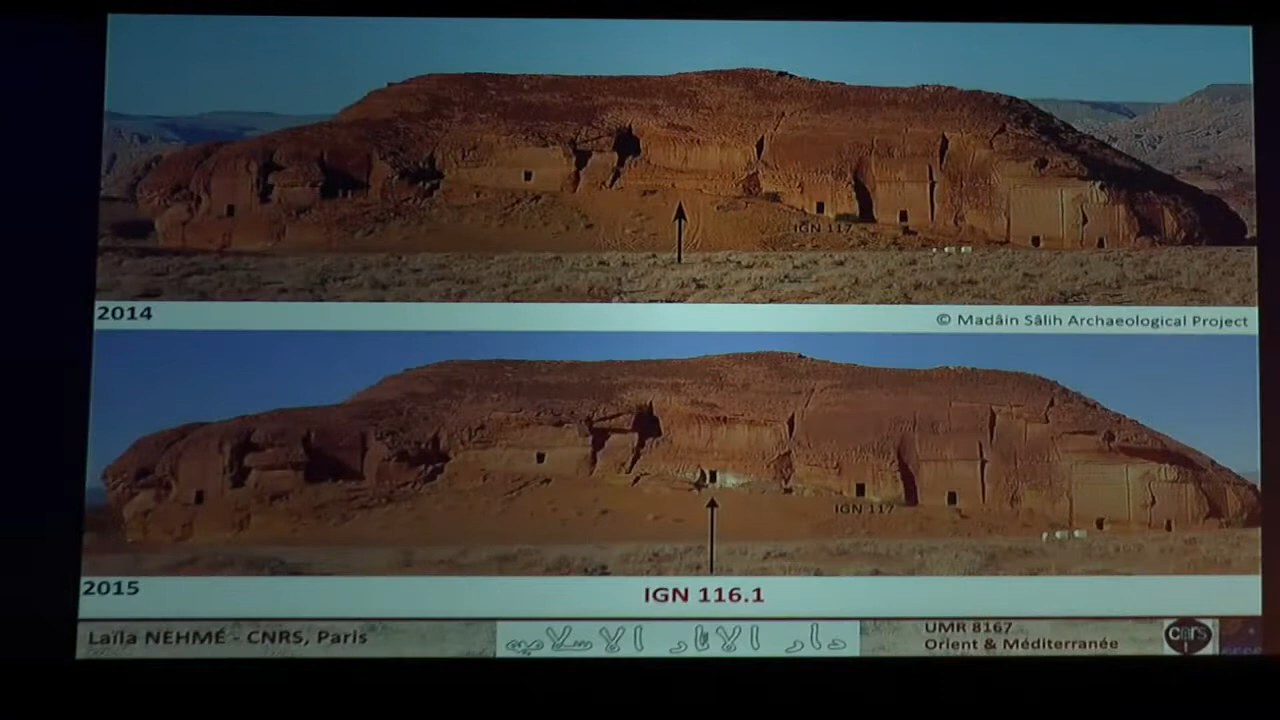 IGN 117
2014
© Madâin Sâlih Archaeological Project
IGN 117
2015
IGN 116.1
Laïla NEHMÉ - CNRS, Paris
دار الآثار الاسلامية
UMR 8167
Orient & Méditerranée
cnrs